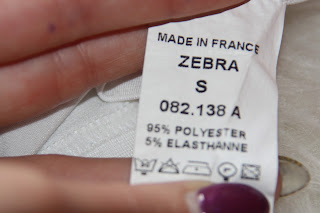 MADE IN FRANCE
ZEBRA
S
082.138 A
95% POLYESTER
5% ELASTHANNE